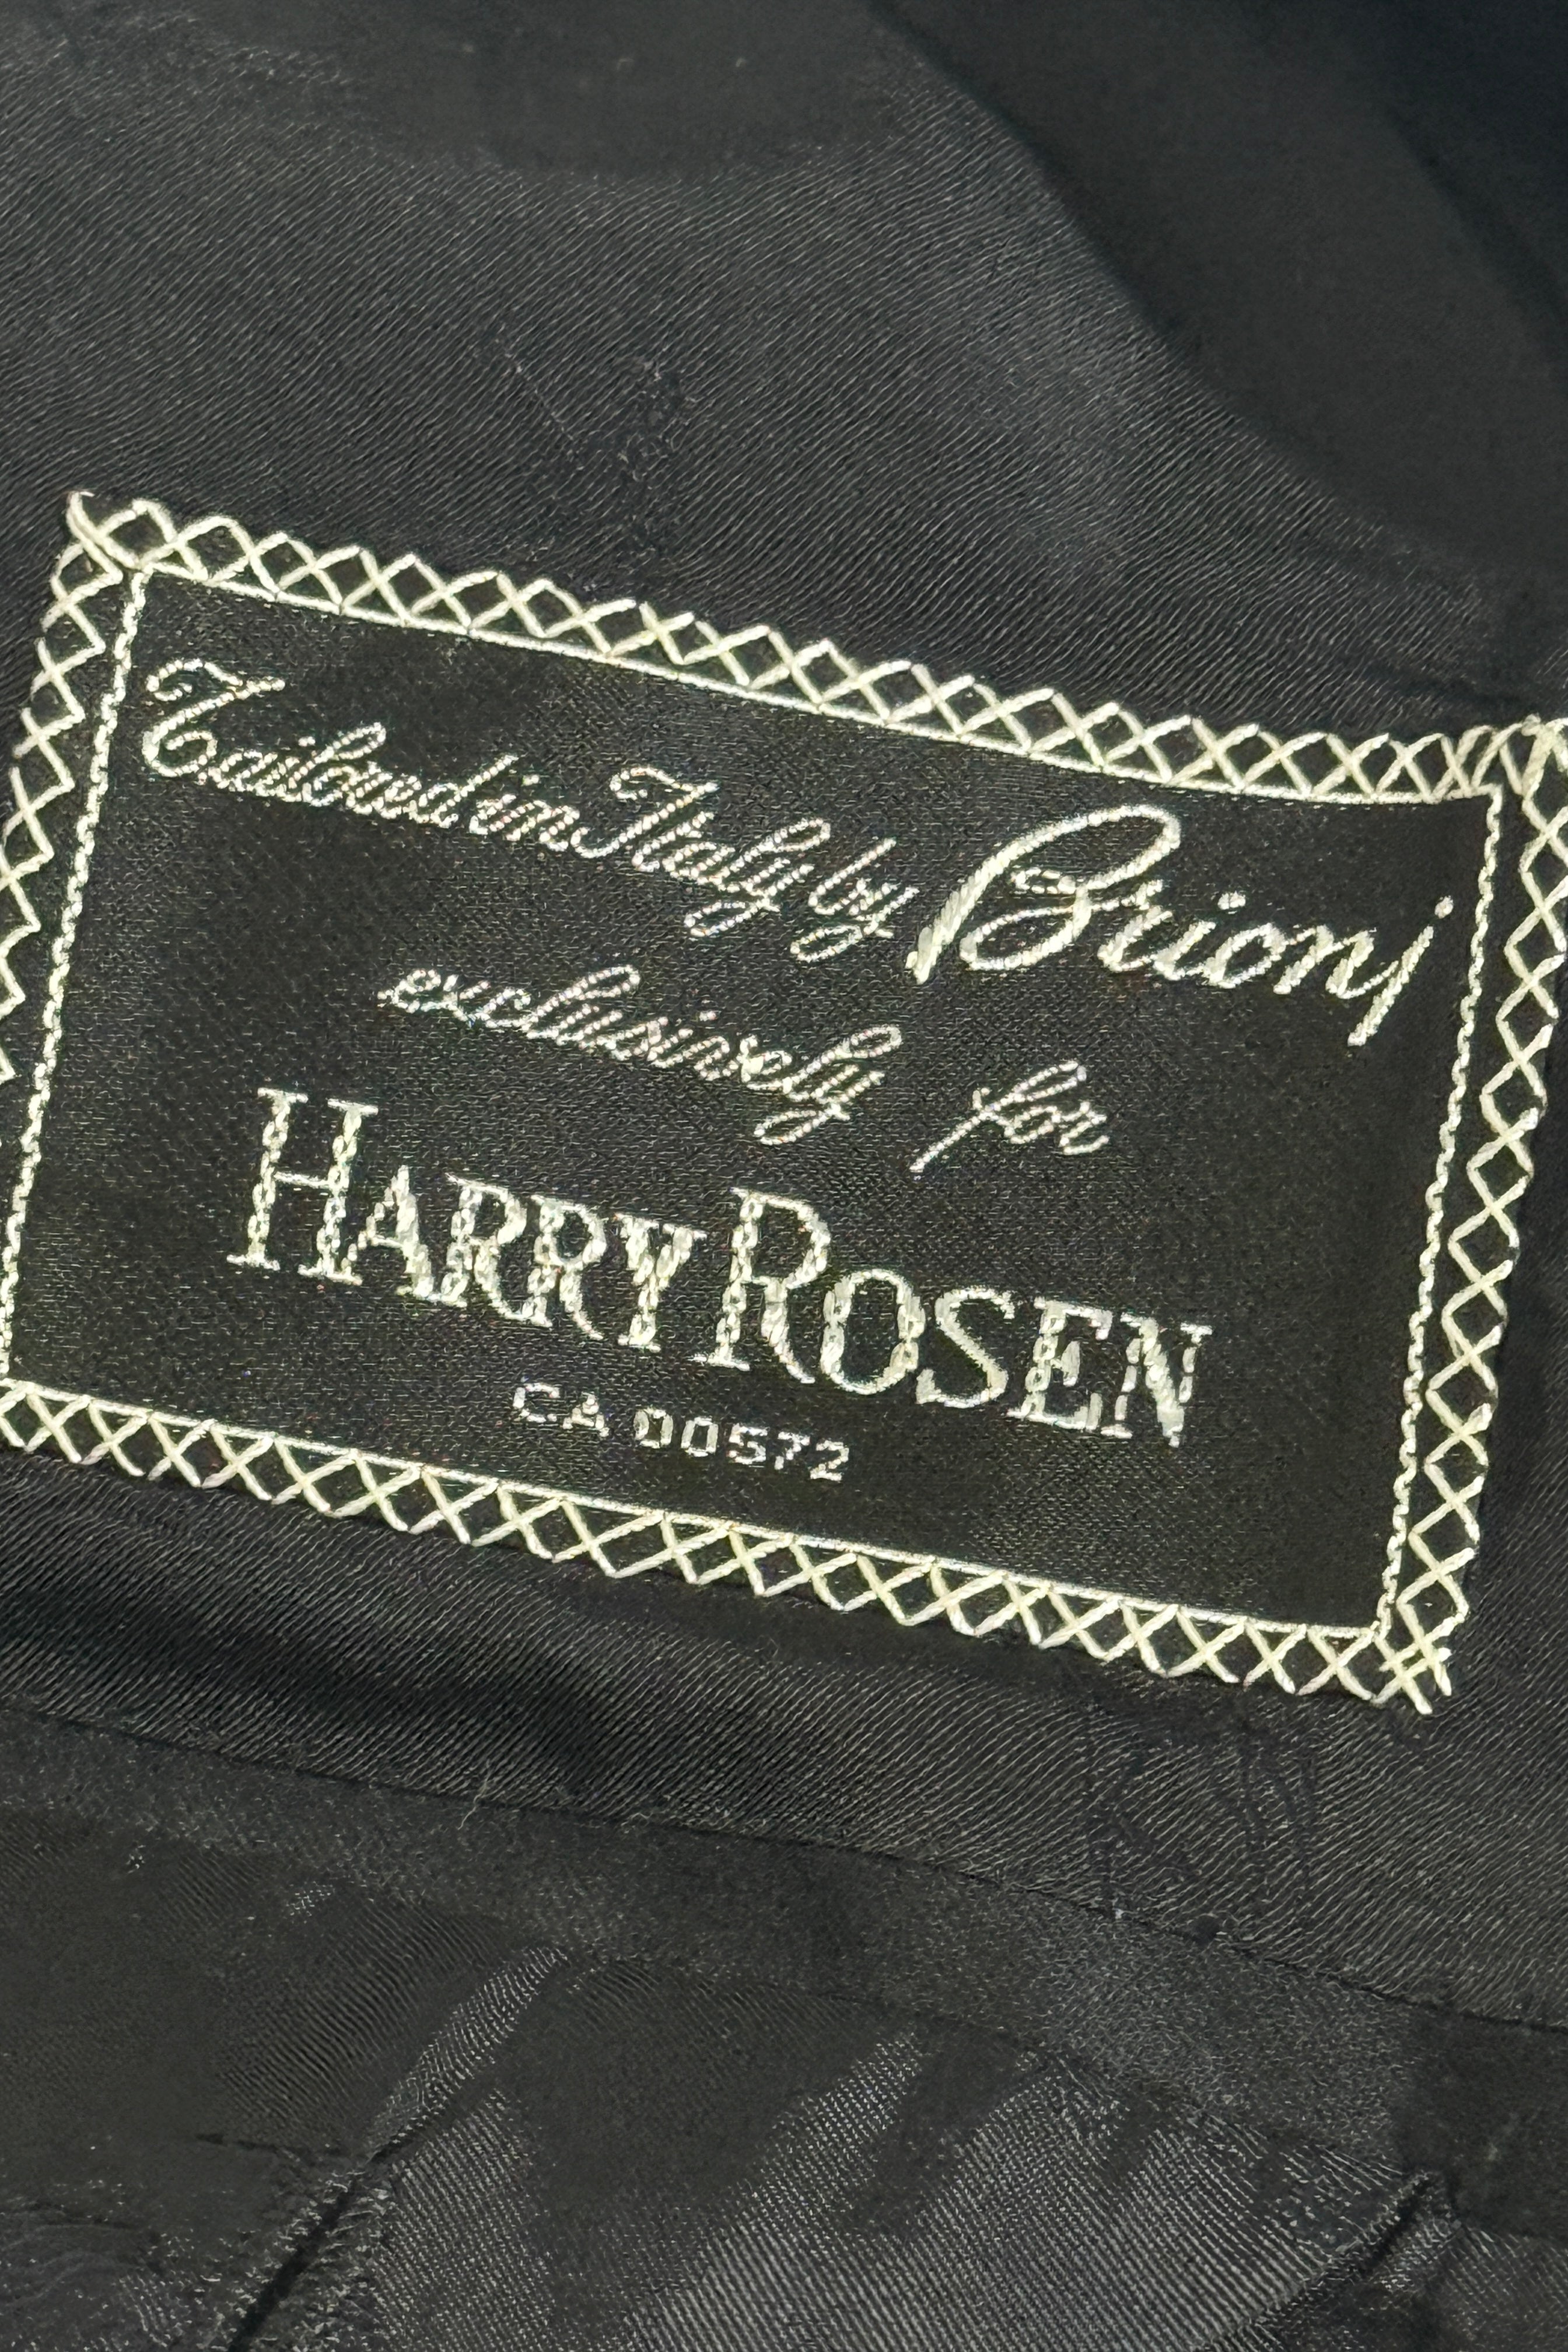 Tailored in Italy by Brioni
exclusively for
HARRY ROSEN
CA 00572